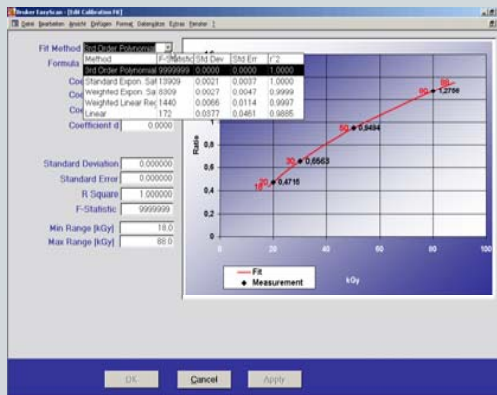 Bruker EasyScan - [Edit Calibration Fit]
Datei Bearbeiten Ansicht Einfügen Format Datensätze Extras Fenster ?
Fit Method 3rd Order Polynomial
Formula
Method F-Statistic Std Dev Std Err r^2
3rd Order Polynomial 9999999 0.0000 0.0000 1.0000
Standard Expon. Sat 13909 0.0021 0.0037 1.0000
Weighted Expon. Sa 8309 0.0027 0.0047 0.9999
Weighted Linear Reg 1440 0.0066 0.0114 0.9997
Linear 172 0.0377 0.0461 0.9885
Coefficient d 0.0000
Standard Deviation 0.000000
Standard Error 0.000000
R Square 1.000000
F-Statistic 9999999
Min Range [kGy] 18.0
Max Range [kGy] 88.0
Ratio
1
0,8
0,6
0,4
0,2
0
0 20 40 60 80 100
kGy
18
20 0,4715
30 0,6563
50 0,9494
80 1,2756
88
Fit
Measurement
OK Cancel Apply